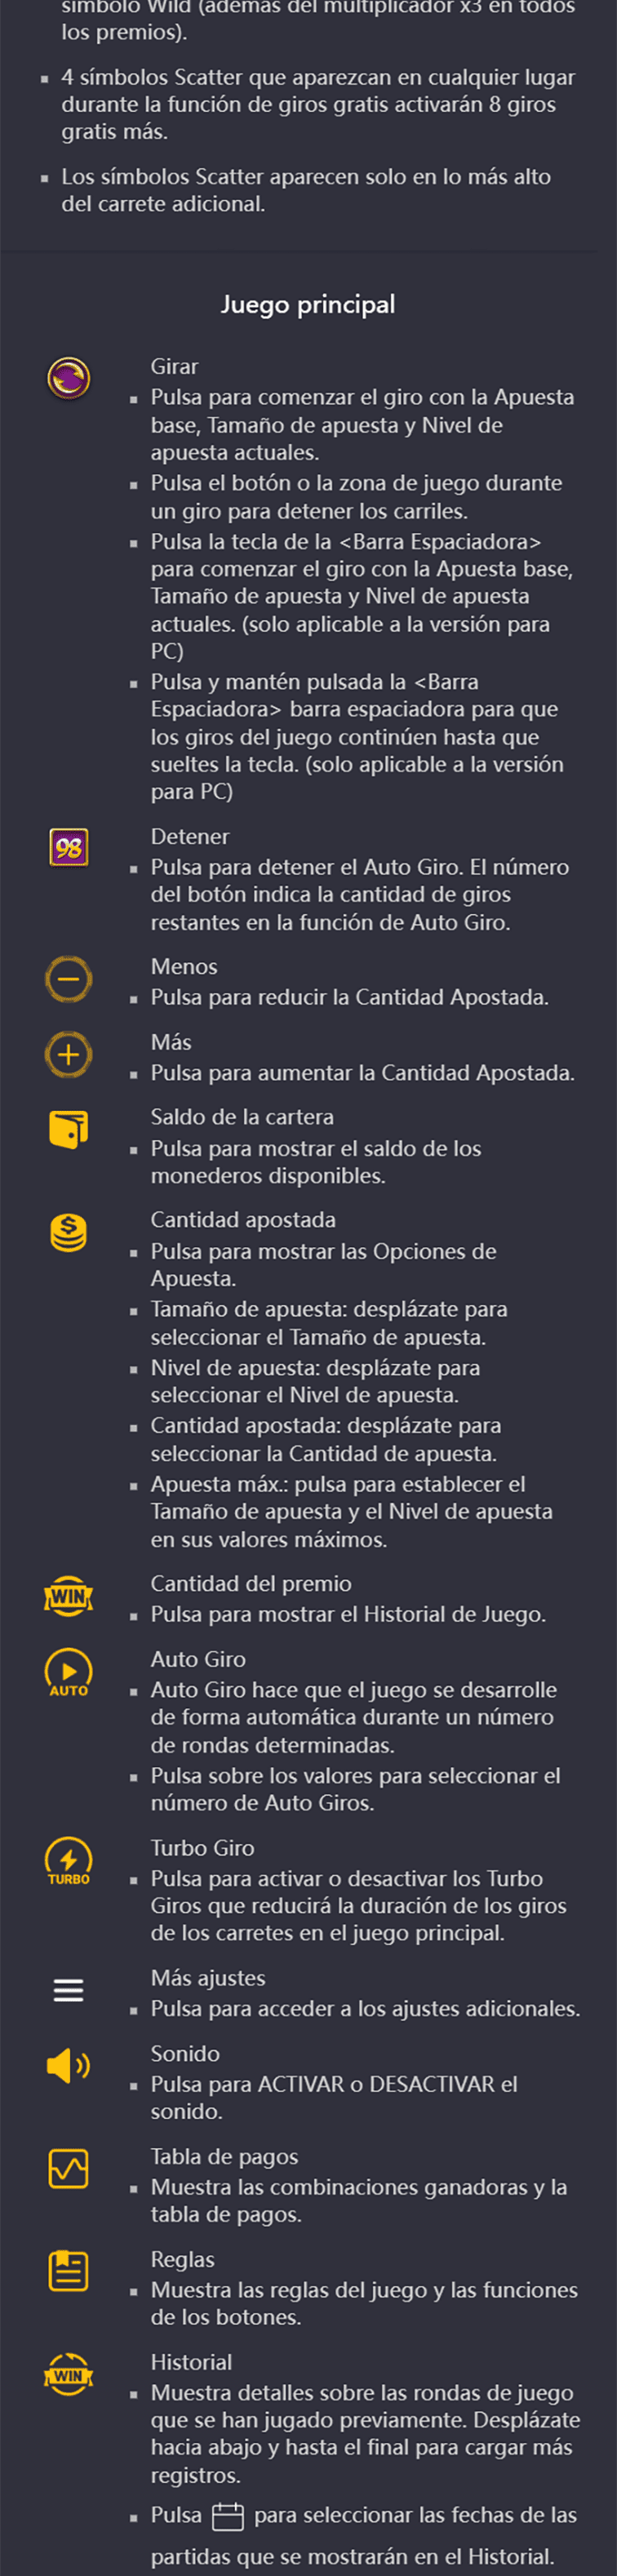 símbolo Wild (además del multiplicador x3 en todos
los premios).
4 símbolos Scatter que aparezcan en cualquier lugar
durante la función de giros gratis activarán 8 giros
gratis más.
Los símbolos Scatter aparecen solo en lo más alto
del carrete adicional.
Juego principal
Girar
Pulsa para comenzar el giro con la Apuesta
base, Tamaño de apuesta y Nivel de
apuesta actuales.
Pulsa el botón o la zona de juego durante
un giro para detener los carriles.
Pulsa la tecla de la <Barra Espaciadora>
para comenzar el giro con la Apuesta base,
Tamaño de apuesta y Nivel de apuesta
actuales. (solo aplicable a la versión para
PC)
Pulsa y mantén pulsada la <Barra
Espaciadora> barra espaciadora para que
los giros del juego continúen hasta que
sueltes la tecla. (solo aplicable a la versión
para PC)
98
Detener
Pulsa para detener el Auto Giro. El número
del botón indica la cantidad de giros
restantes en la función de Auto Giro.
Menos
Pulsa para reducir la Cantidad Apostada.
Más
Pulsa para aumentar la Cantidad Apostada.
Saldo de la cartera
Pulsa para mostrar el saldo de los
monederos disponibles.
$
Cantidad apostada
Pulsa para mostrar las Opciones de
Apuesta.
Tamaño de apuesta: desplázate para
seleccionar el Tamaño de apuesta.
Nivel de apuesta: desplázate para
seleccionar el Nivel de apuesta.
Cantidad apostada: desplázate para
seleccionar la Cantidad de apuesta.
Apuesta máx.: pulsa para establecer el
Tamaño de apuesta y el Nivel de apuesta
en sus valores máximos.
WIN
Cantidad del premio
Pulsa para mostrar el Historial de Juego.
AUTO
Auto Giro
Auto Giro hace que el juego se desarrolle
de forma automática durante un número
de rondas determinadas.
Pulsa sobre los valores para seleccionar el
número de Auto Giros.
TURBO
Turbo Giro
Pulsa para activar o desactivar los Turbo
Giros que reducirá la duración de los giros
de los carretes en el juego principal.
Más ajustes
Pulsa para acceder a los ajustes adicionales.
Sonido
Pulsa para ACTIVAR o DESACTIVAR el
sonido.
Tabla de pagos
Muestra las combinaciones ganadoras y la
tabla de pagos.
Reglas
Muestra las reglas del juego y las funciones
de los botones.
WIN
Historial
Muestra detalles sobre las rondas de juego
que se han jugado previamente. Desplázate
hacia abajo y hasta el final para cargar más
registros.
Pulsa para seleccionar las fechas de las
partidas que se mostrarán en el Historial.